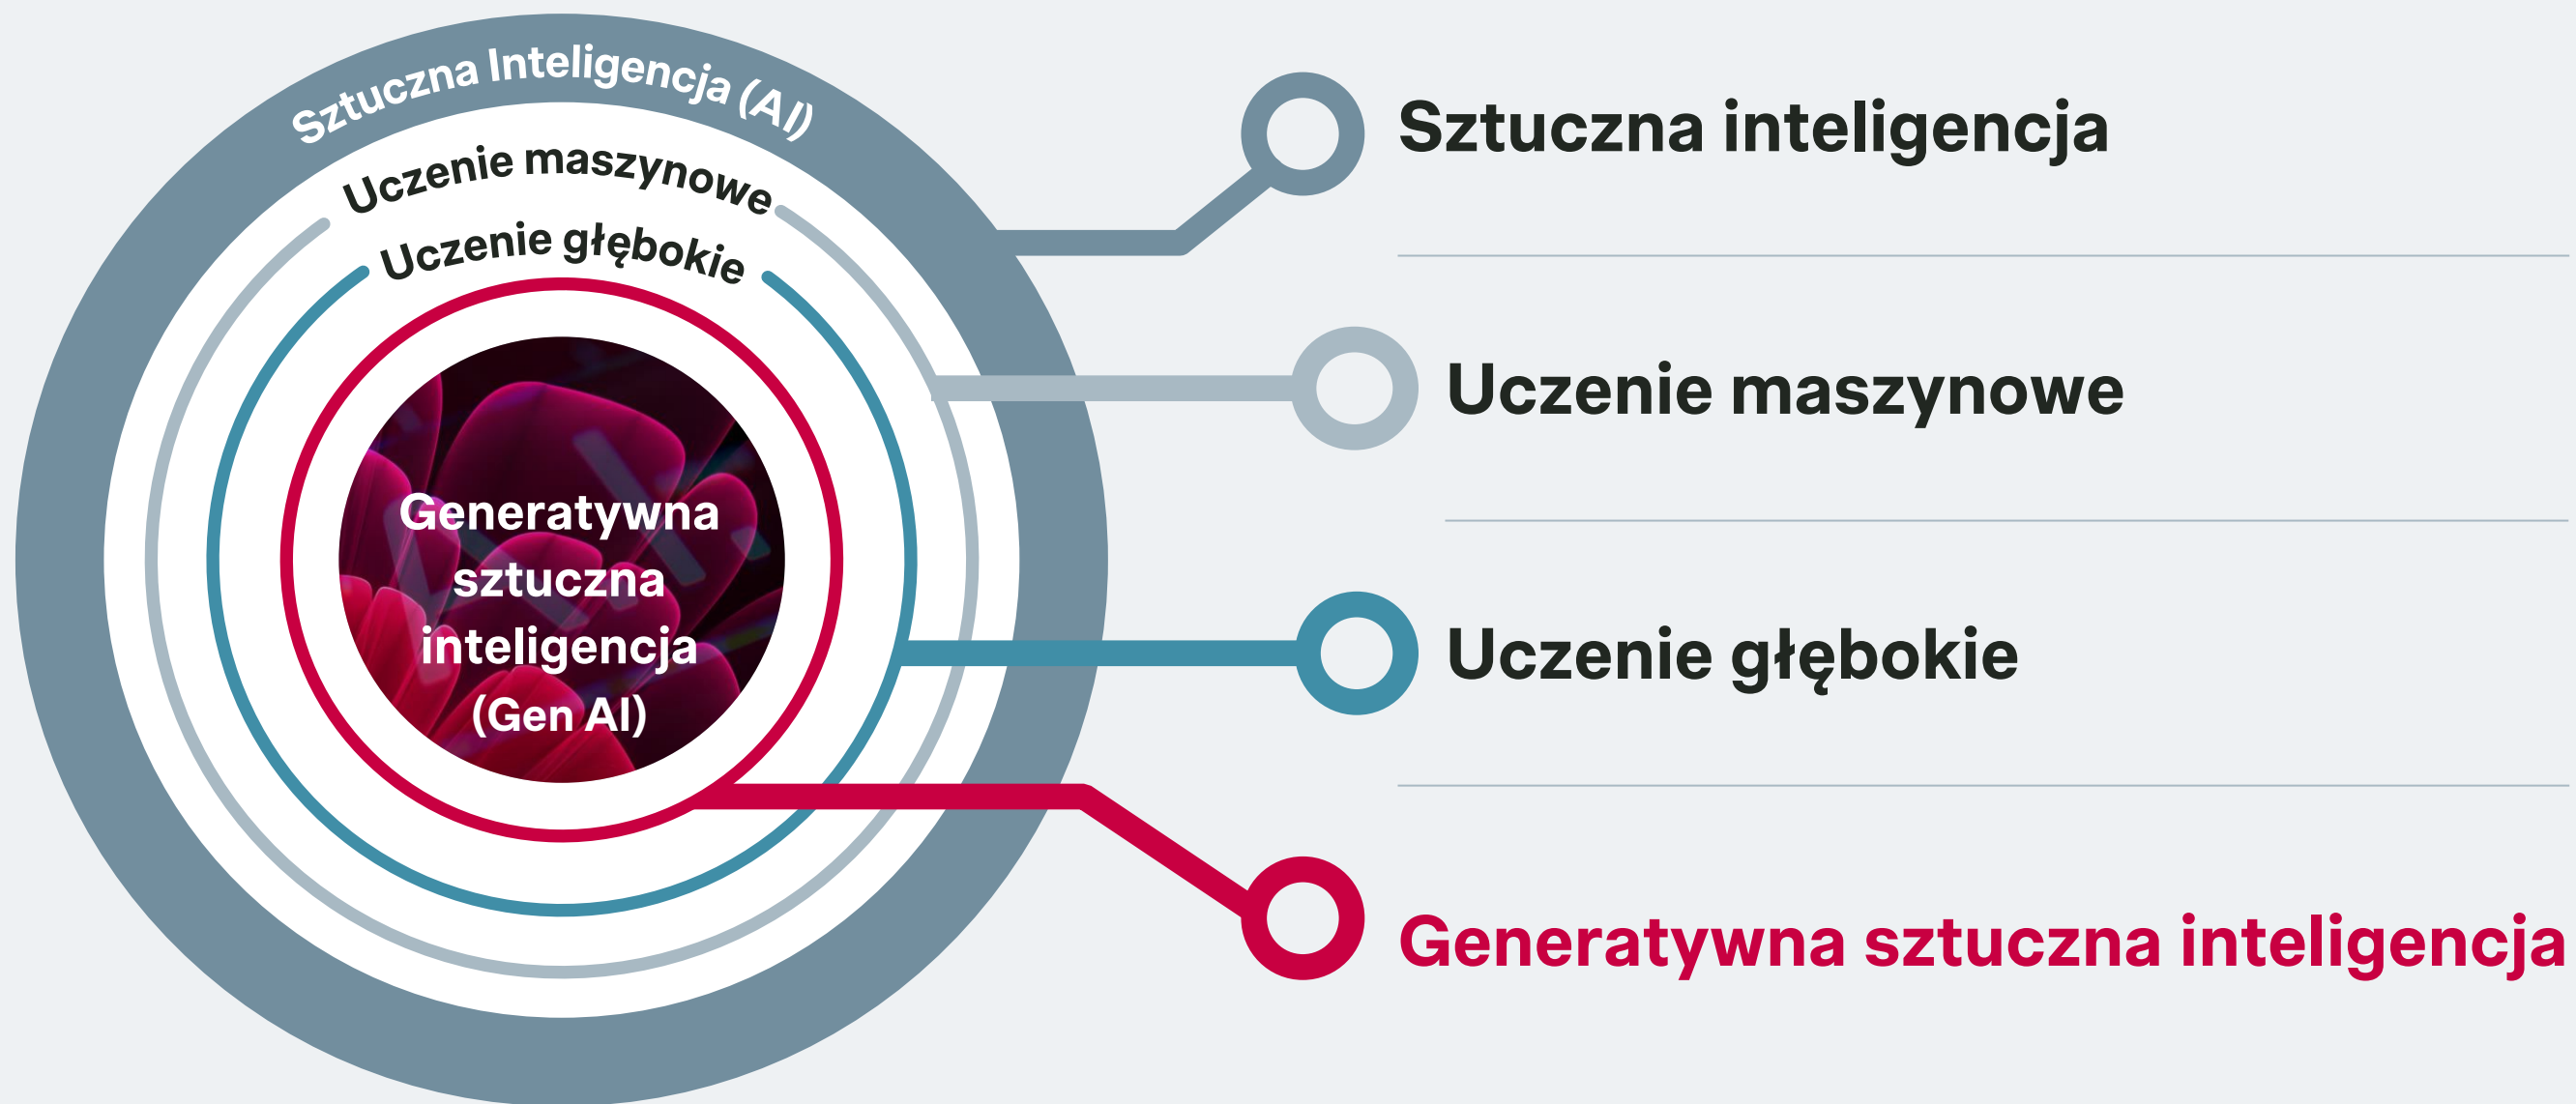 Sztuczna Inteligencja (AI)
Uczenie maszynowe
Uczenie głębokie
Generatywna
sztuczna
inteligencja
(Gen AI)
Sztuczna inteligencja
Uczenie maszynowe
Uczenie głębokie
Generatywna sztuczna inteligencja